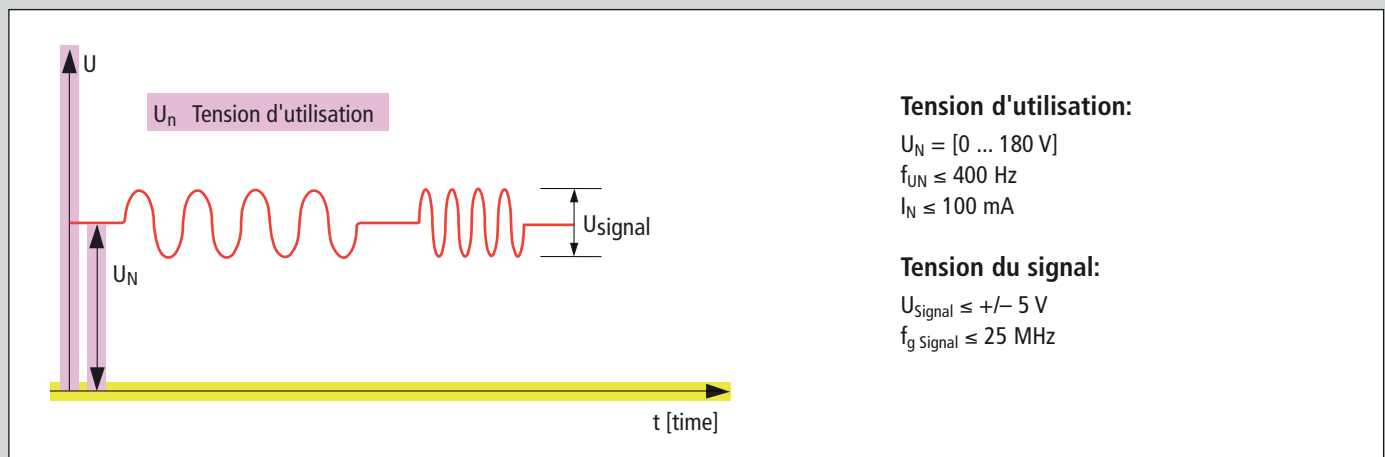 U
Un Tension d'utilisation
Usignal
UN
t [time]
Tension d'utilisation:
UN = [0 ... 180 V]
fUN ≤ 400 Hz
IN ≤ 100 mA
Tension du signal:
USignal ≤ +/– 5 V
fg Signal ≤ 25 MHz